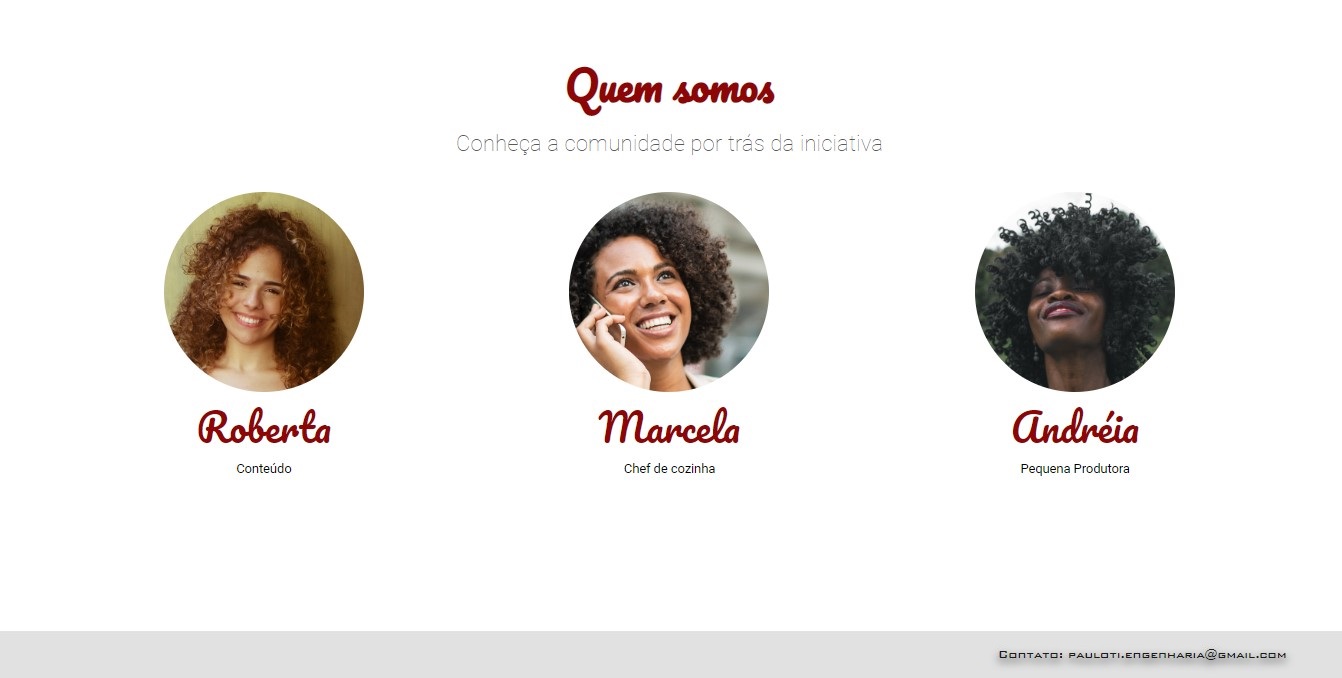 Quem somos
Conheça a comunidade por trás da iniciativa
Roberta
Marcela
Andréia
Conteúdo
Chef de cozinha
Pequena Produtora
Contato: pauloti.engenharia@gmail.com